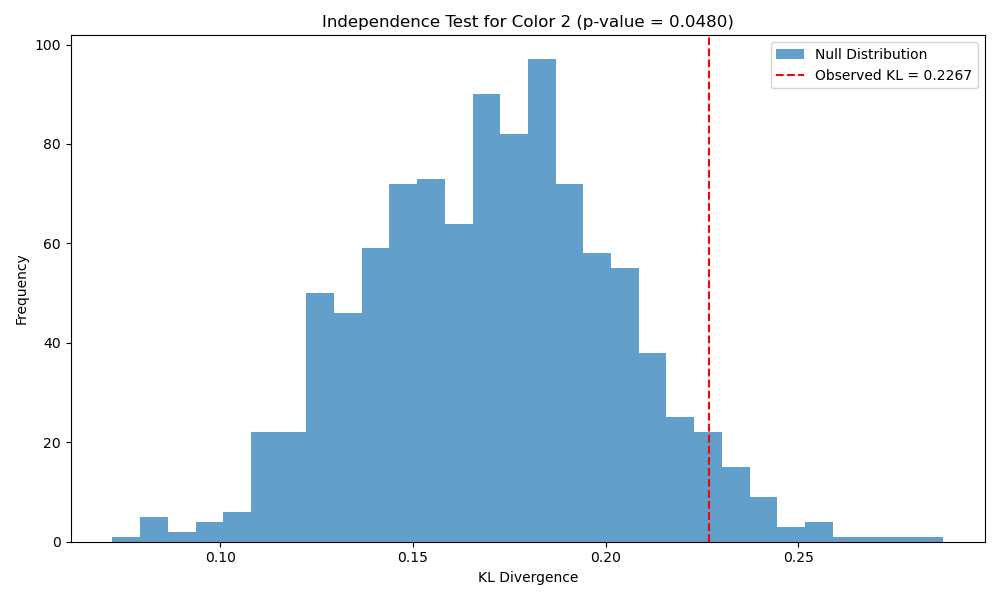 Independence Test for Color 2 (p-value = 0.0480)
Null Distribution
Observed KL = 0.2267
100
80
60
40
20
0
Frequency
0.10
0.15
0.20
0.25
KL Divergence